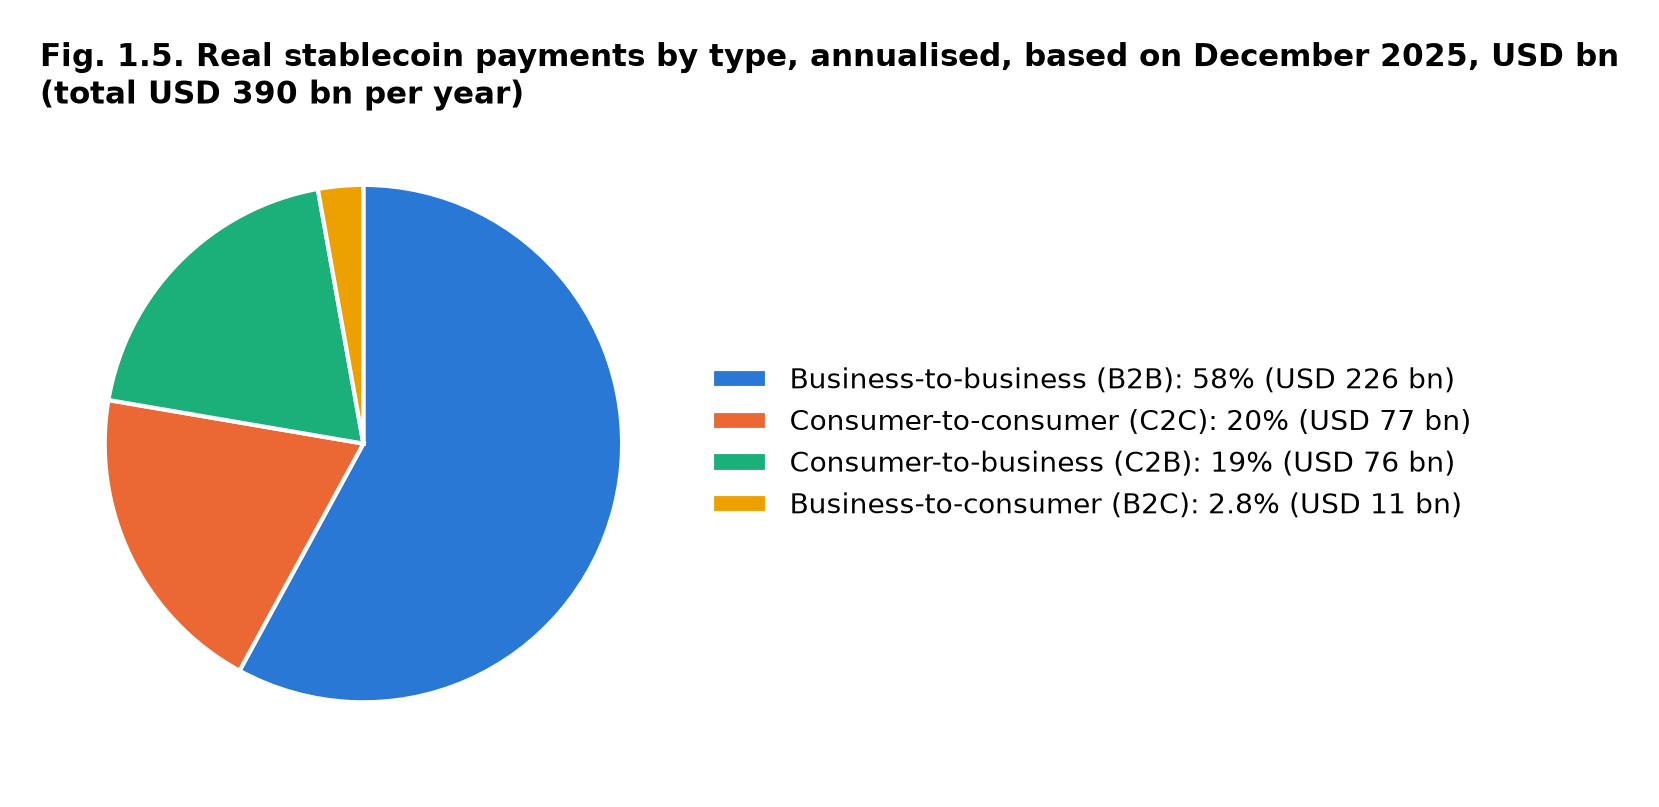 Fig. 1.5. Real stablecoin payments by type, annualised, based on December 2025, USD bn
(total USD 390 bn per year)
Business-to-business (B2B): 58% (USD 226 bn)
Consumer-to-consumer (C2C): 20% (USD 77 bn)
Consumer-to-business (C2B): 19% (USD 76 bn)
Business-to-consumer (B2C): 2.8% (USD 11 bn)